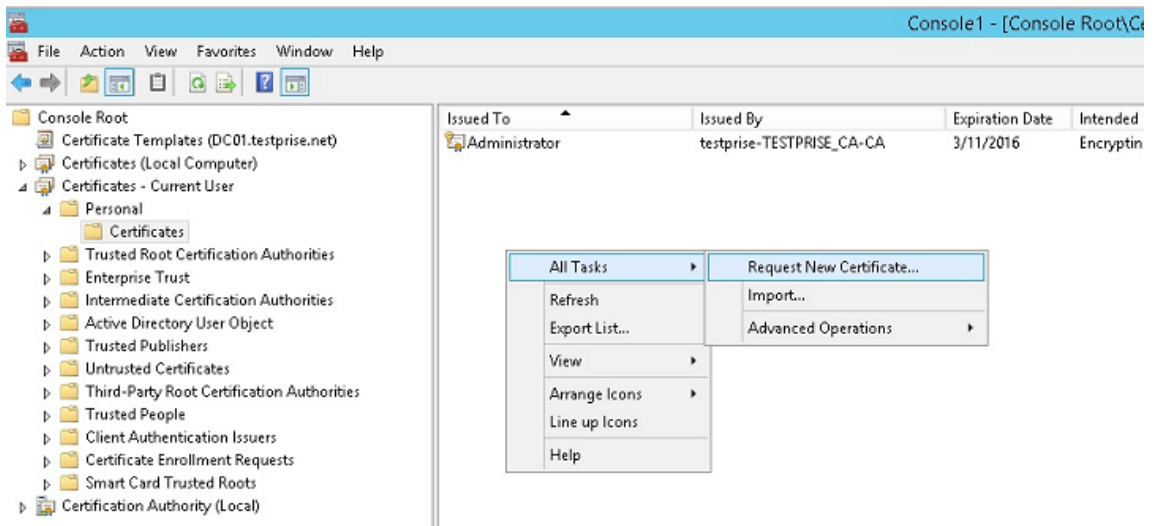 Console1 - [Console Root\Ce
File Action View Favorites Window Help
Console Root
Certificate Templates (DC01.testprise.net)
Certificates (Local Computer)
Certificates - Current User
Personal
Certificates
Trusted Root Certification Authorities
Enterprise Trust
Intermediate Certification Authorities
Active Directory User Object
Trusted Publishers
Untrusted Certificates
Third-Party Root Certification Authorities
Trusted People
Client Authentication Issuers
Certificate Enrollment Requests
Smart Card Trusted Roots
Certification Authority (Local)
Issued To Issued By Expiration Date Intended
Administrator testprise-TESTPRISE_CA-CA 3/11/2016 Encryptin
All Tasks
Refresh
Export List...
View
Arrange Icons
Line up Icons
Help
Request New Certificate...
Import...
Advanced Operations